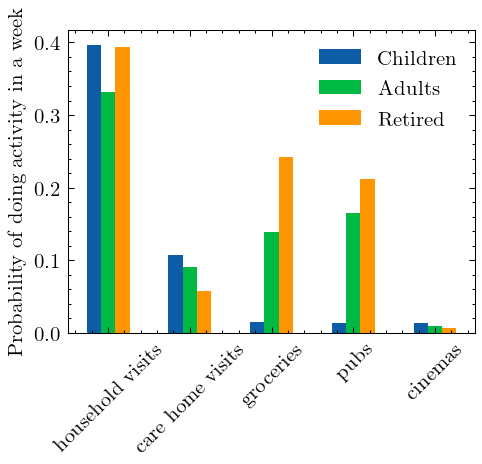 Probability of doing activity in a week
0.4
0.3
0.2
0.1
0.0
Children
Adults
Retired
household visits
care home visits
groceries
pubs
cinemas